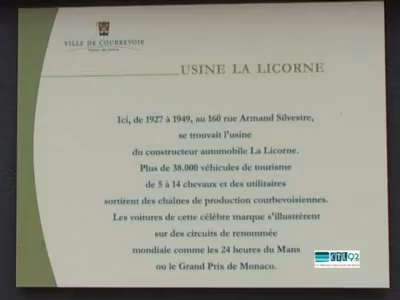 VILLE DE COURBEVOIE
USINE LA LICORNE
Ici, de 1927 à 1949, au 160 rue Armand Silvestre,
se trouvait l'usine
du constructeur automobile La Licorne.
Plus de 38.000 véhicules de tourisme
de 5 à 14 chevaux et des utilitaires
sortirent des chaînes de production courbevoisiennes.
Les voitures de cette célèbre marque s'illustrèrent
sur des circuits de renommée
mondiale comme les 24 heures du Mans
ou le Grand Prix de Monaco.